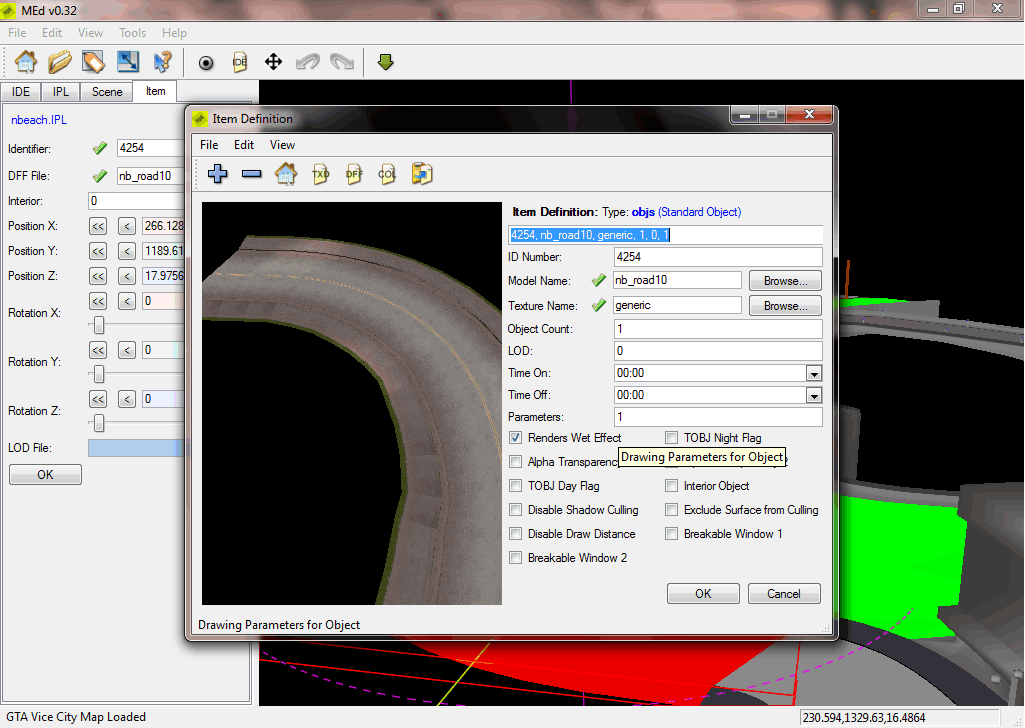 MEd v0.32
File Edit View Tools Help
IDE
IDE IPL Scene Item
nbeach.IPL
Identifier: 4254
DFF File: nb_road10
Interior: 0
Position X: << < 266.128
Position Y: << < 1189.61
Position Z: << < 17.9756
Rotation X: << < 0
Rotation Y: << < 0
Rotation Z: << < 0
LOD File:
OK
Item Definition
File Edit View
TXD DFF COL
Item Definition: Type: objs (Standard Object)
4254, nb_road10, generic, 1, 0, 1
ID Number: 4254
Model Name: nb_road10 Browse...
Texture Name: generic Browse...
Object Count: 1
LOD: 0
Time On: 00:00
Time Off: 00:00
Parameters: 1
Renders Wet Effect TOBJ Night Flag
Drawing Parameters for Object
Alpha Transparenc
TOBJ Day Flag Interior Object
Disable Shadow Culling Exclude Surface from Culling
Disable Draw Distance Breakable Window 1
Breakable Window 2
OK Cancel
Drawing Parameters for Object
GTA Vice City Map Loaded 230.594,1329.63,16.4864